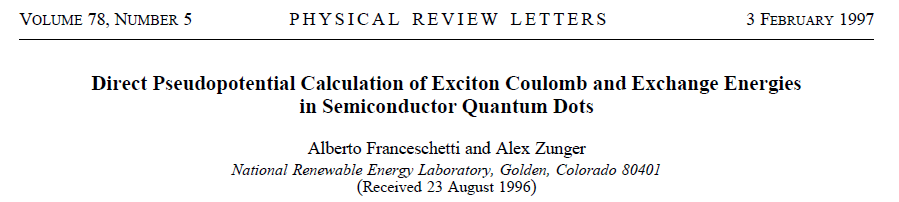 VOLUME 78, NUMBER 5 PHYSICAL REVIEW LETTERS 3 FEBRUARY 1997
Direct Pseudopotential Calculation of Exciton Coulomb and Exchange Energies
in Semiconductor Quantum Dots
Alberto Franceschetti and Alex Zunger
National Renewable Energy Laboratory, Golden, Colorado 80401
(Received 23 August 1996)